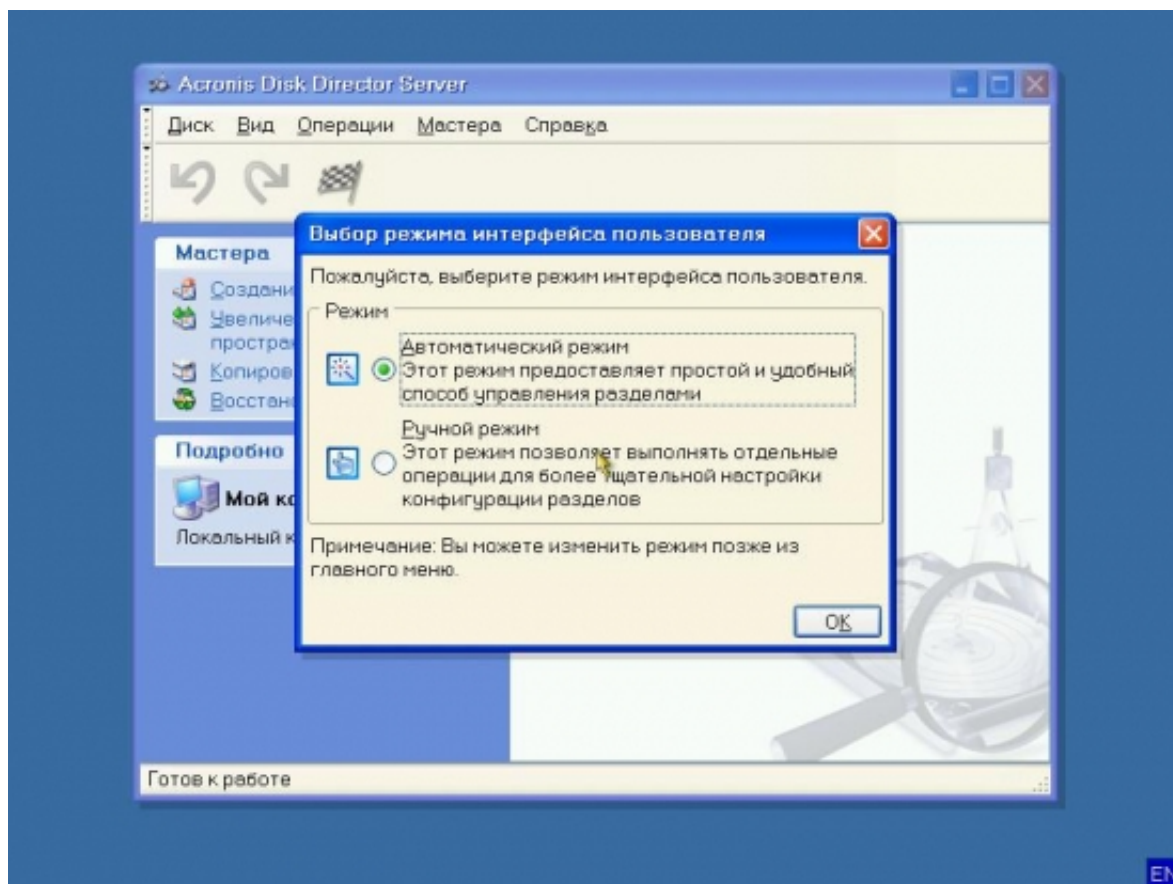 Acronis Disk Director Server
Диск Вид Операции Мастера Справка
Выбор режима интерфейса пользователя
Мастера
Пожалуйста, выберите режим интерфейса пользователя.
Режим
Автоматический режим
Этот режим предоставляет простой и удобный
способ управления разделами
Ручной режим
Этот режим позволяет выполнять отдельные
операции для более тщательной настройки
конфигурации разделов
Подробно
Мой
Локальный
Примечание: Вы можете изменить режим позже из
главного меню.
OK
Готов к работе
EN